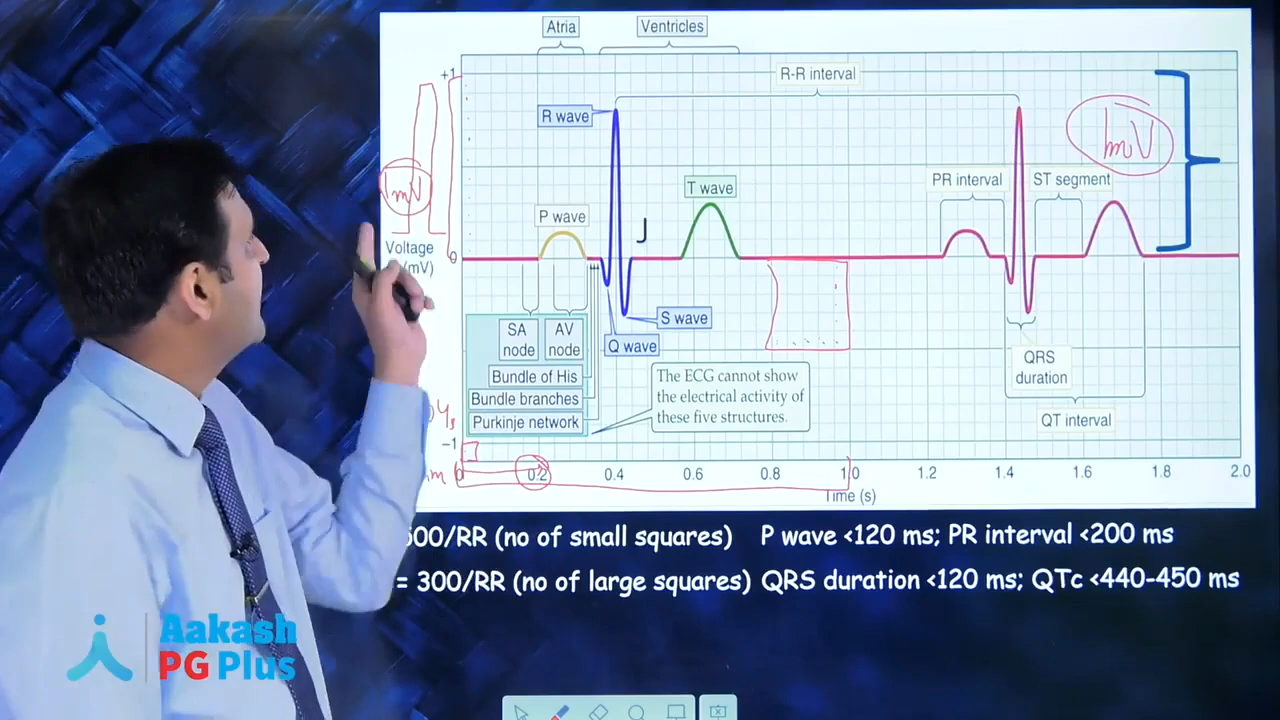 Atria
Ventricles
+1
R-R interval
R wave
1mV
PR interval
ST segment
1mV
T wave
P wave
J
Voltage
(mV)
0
SA
node
AV
node
S wave
Q wave
QRS
duration
Bundle of His
Bundle branches
Purkinje network
The ECG cannot show
the electrical activity of
these five structures.
QT interval
−1
0 0.2 0.4 0.6 0.8 1.0 1.2 1.4 1.6 1.8 2.0
Time (s)
500/RR (no of small squares) P wave <120 ms; PR interval <200 ms
= 300/RR (no of large squares) QRS duration <120 ms; QTc <440-450 ms
Aakash
PG Plus